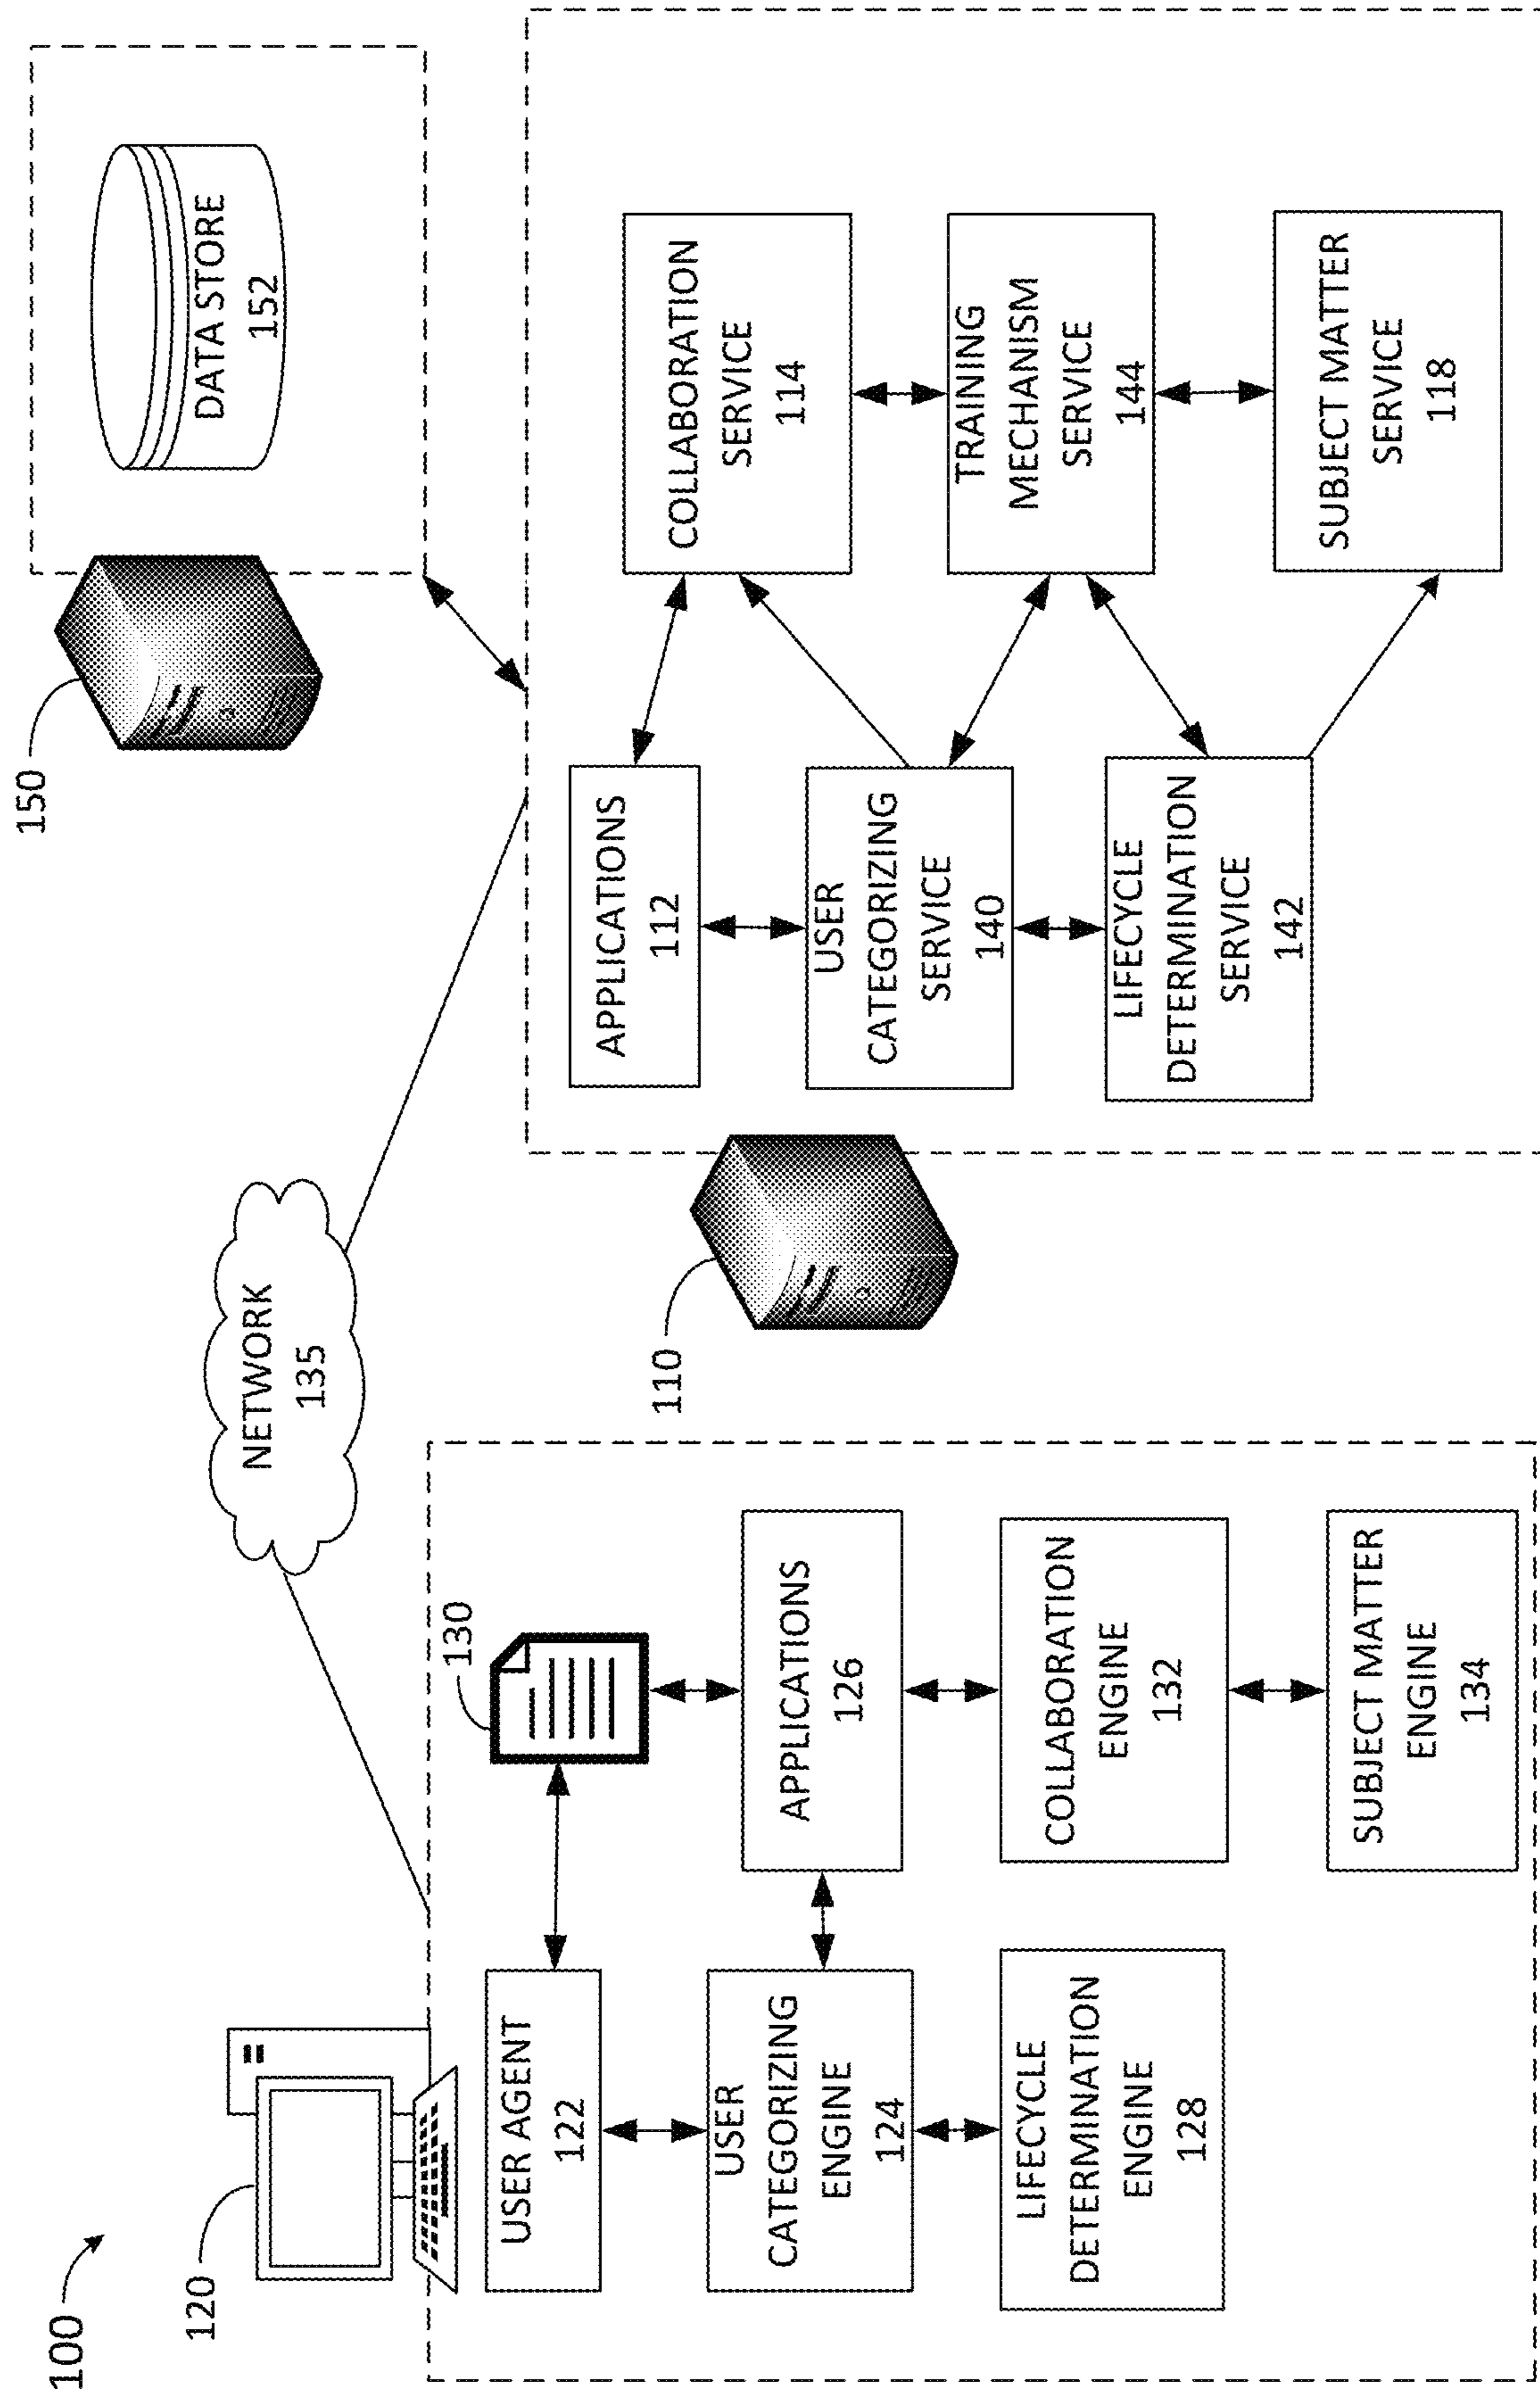 100
120
NETWORK
135
150
DATA STORE
152
130
110
USER AGENT
122
USER
CATEGORIZING
ENGINE
124
LIFECYCLE
DETERMINATION
ENGINE
128
APPLICATIONS
126
COLLABORATION
ENGINE
132
SUBJECT MATTER
ENGINE
134
APPLICATIONS
112
USER
CATEGORIZING
SERVICE
140
LIFECYCLE
DETERMINATION
SERVICE
142
COLLABORATION
SERVICE
114
TRAINING
MECHANISM
SERVICE
144
SUBJECT MATTER
SERVICE
118